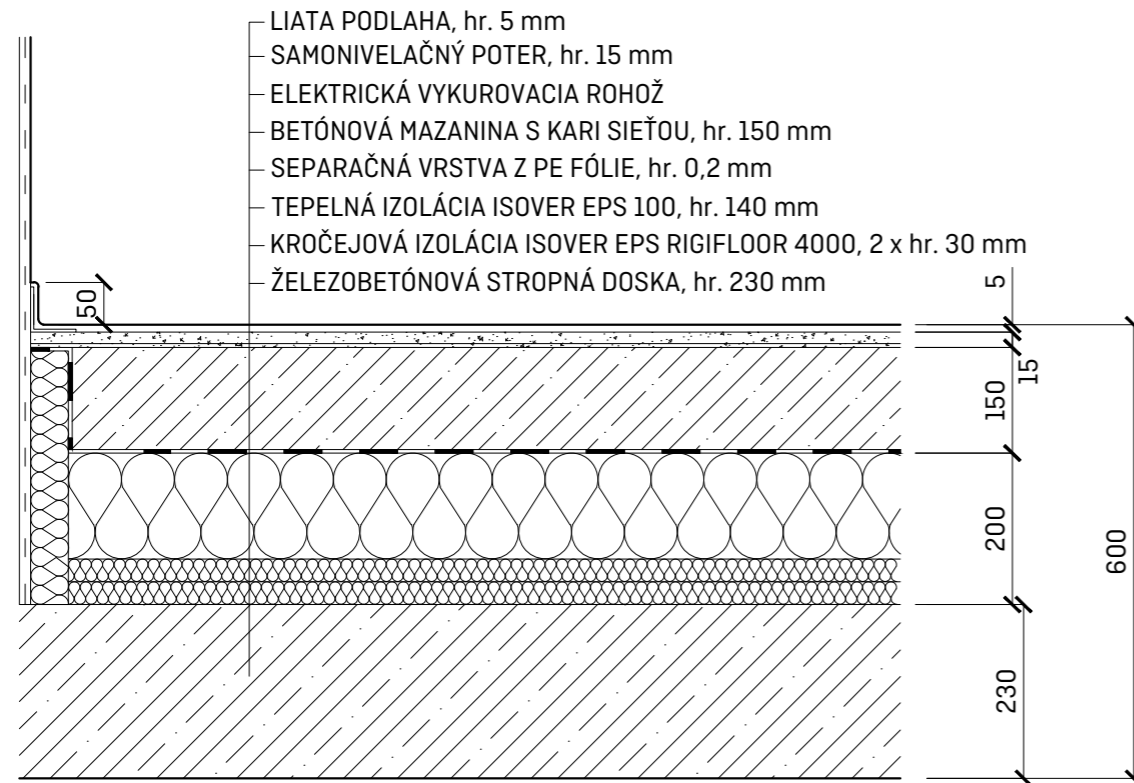 LIATA PODLAHA, hr. 5 mm
SAMONIVELAČNÝ POTER, hr. 15 mm
ELEKTRICKÁ VYKUROVACIA ROHOŽ
BETÓNOVÁ MAZANINA S KARI SIEŤOU, hr. 150 mm
SEPARAČNÁ VRSTVA Z PE FÓLIE, hr. 0,2 mm
TEPELNÁ IZOLÁCIA ISOVER EPS 100, hr. 140 mm
KROČEJOVÁ IZOLÁCIA ISOVER EPS RIGIFLOOR 4000, 2 x hr. 30 mm
ŽELEZOBETÓNOVÁ STROPNÁ DOSKA, hr. 230 mm
50
5
15
150
200
600
230